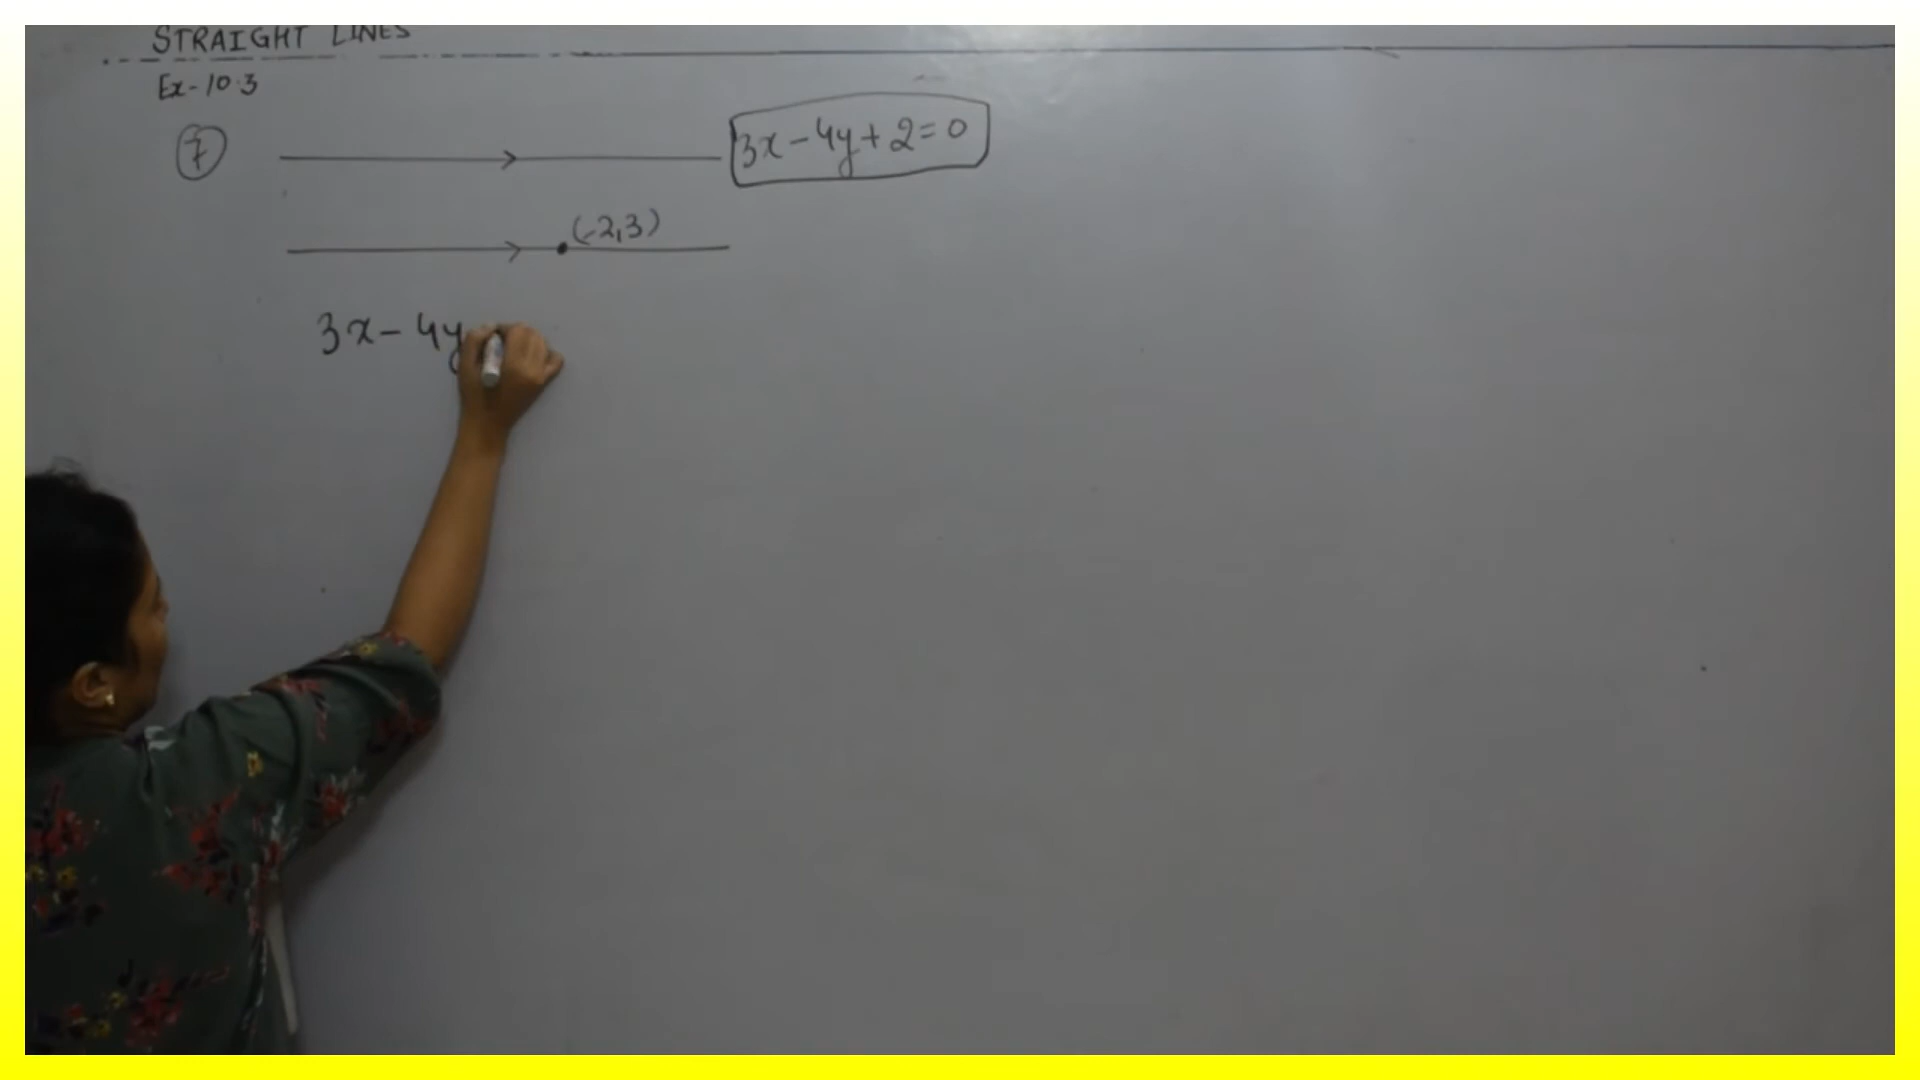 STRAIGHT LINES
Ex-10.3
7
3x-4y+2=0
(-2,3)
3x-4y